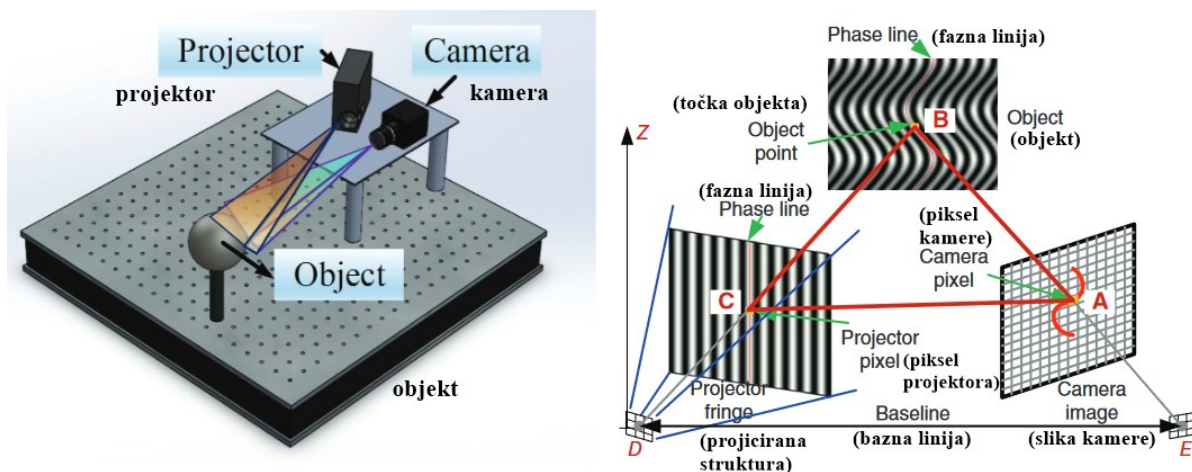 Projector
projektor
Camera
kamera
Object
objekt
Phase line (fazna linija)
(točka objekta)
Object
point
B
Object
(objekt)
Z
(fazna linija)
Phase line
(piksel
kamere)
Camera
pixel
C
A
Projector
pixel (piksel
projektora)
Projector
fringe
(projicirana
struktura)
Baseline
(bazna linija)
Camera
image
(slika kamere)
D
E